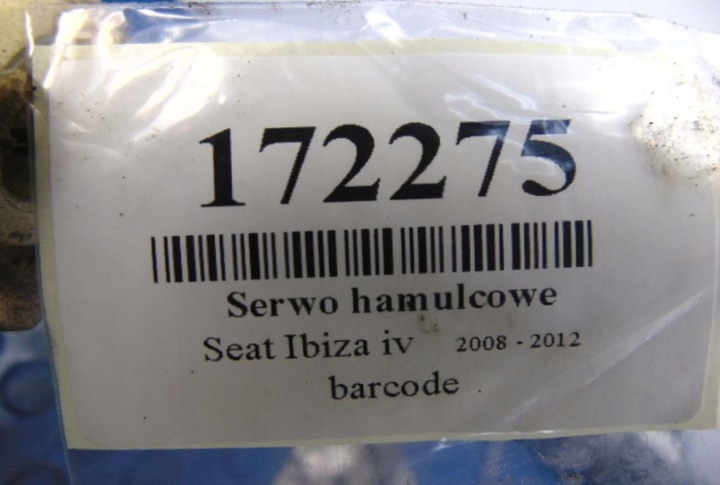 172275
Serwo hamulcowe
Seat Ibiza iv 2008 - 2012
barcode